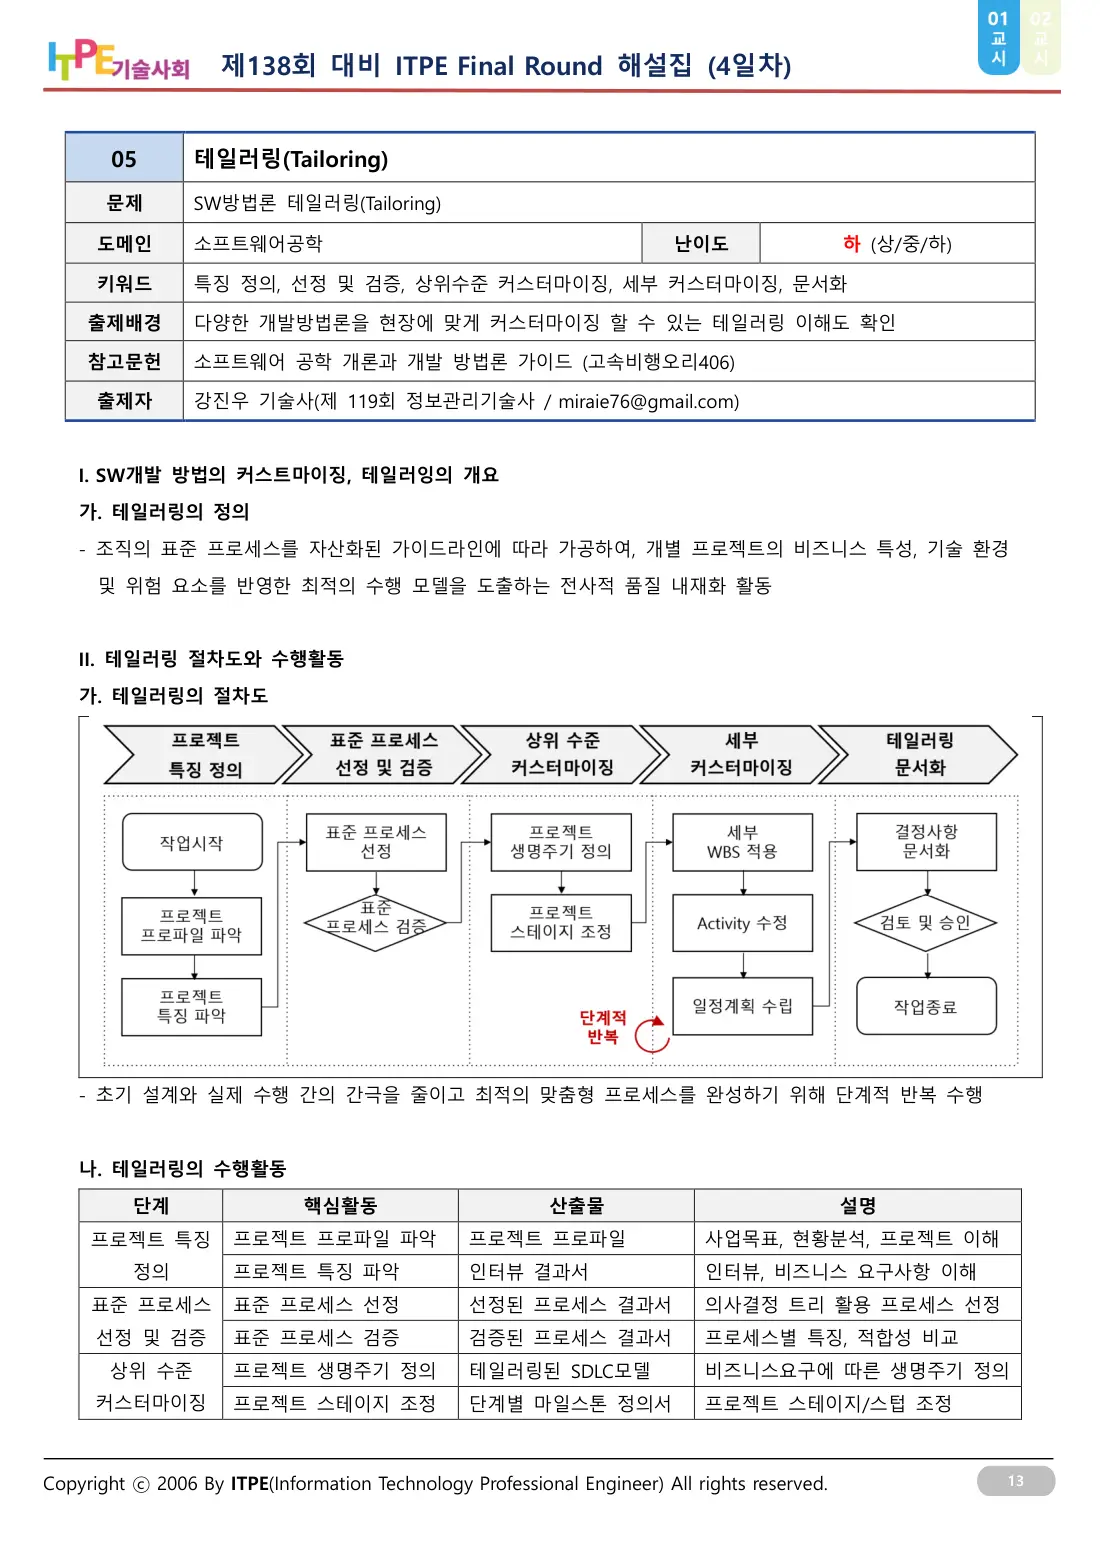 01
교
시
02
교
시
ITPE기술사회 제138회 대비 ITPE Final Round 해설집 (4일차)
05 테일러링(Tailoring)
문제 SW방법론 테일러링(Tailoring)
도메인 소프트웨어공학 난이도 하 (상/중/하)
키워드 특징 정의, 선정 및 검증, 상위수준 커스터마이징, 세부 커스터마이징, 문서화
출제배경 다양한 개발방법론을 현장에 맞게 커스터마이징 할 수 있는 테일러링 이해도 확인
참고문헌 소프트웨어 공학 개론과 개발 방법론 가이드 (고속비행오리406)
출제자 강진우 기술사(제 119회 정보관리기술사 / miraie76@gmail.com)
I. SW개발 방법의 커스트마이징, 테일러잉의 개요
가. 테일러링의 정의
- 조직의 표준 프로세스를 자산화된 가이드라인에 따라 가공하여, 개별 프로젝트의 비즈니스 특성, 기술 환경
및 위험 요소를 반영한 최적의 수행 모델을 도출하는 전사적 품질 내재화 활동
II. 테일러링 절차도와 수행활동
가. 테일러링의 절차도
프로젝트
특징 정의
표준 프로세스
선정 및 검증
상위 수준
커스터마이징
세부
커스터마이징
테일러링
문서화
작업시작
프로젝트
프로파일 파악
프로젝트
특징 파악
표준 프로세스
선정
표준
프로세스 검증
프로젝트
생명주기 정의
프로젝트
스테이지 조정
세부
WBS 적용
Activity 수정
일정계획 수립
단계적
반복
결정사항
문서화
검토 및 승인
작업종료
- 초기 설계와 실제 수행 간의 간극을 줄이고 최적의 맞춤형 프로세스를 완성하기 위해 단계적 반복 수행
나. 테일러링의 수행활동
단계 핵심활동 산출물 설명
프로젝트 특징 정의 프로젝트 프로파일 파악 프로젝트 프로파일 사업목표, 현황분석, 프로젝트 이해
프로젝트 특징 파악 인터뷰 결과서 인터뷰, 비즈니스 요구사항 이해
표준 프로세스 선정 및 검증 표준 프로세스 선정 선정된 프로세스 결과서 의사결정 트리 활용 프로세스 선정
표준 프로세스 검증 검증된 프로세스 결과서 프로세스별 특징, 적합성 비교
상위 수준 커스터마이징 프로젝트 생명주기 정의 테일러링된 SDLC모델 비즈니스요구에 따른 생명주기 정의
프로젝트 스테이지 조정 단계별 마일스톤 정의서 프로젝트 스테이지/스텁 조정
Copyright ⓒ 2006 By ITPE(Information Technology Professional Engineer) All rights reserved.
13